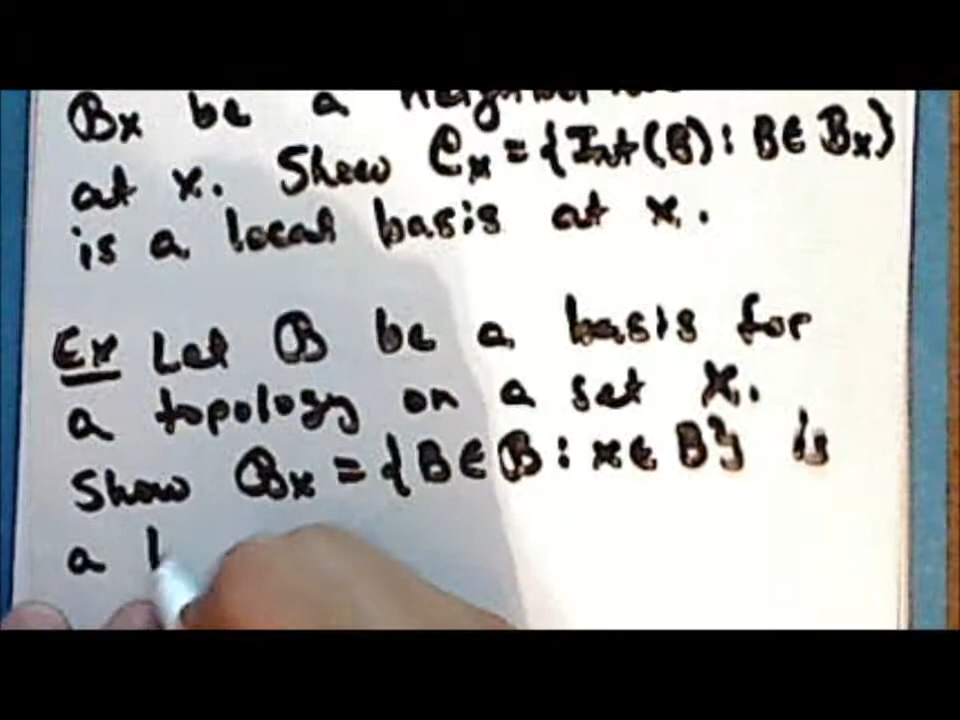 Bx be a
at x. Show Cx = {Int(B) : B ∈ Bx}
is a local basis at x.
Ex Let B be a basis for
a topology on a set X.
Show Bx = {B ∈ B : x ∈ B} is
a l